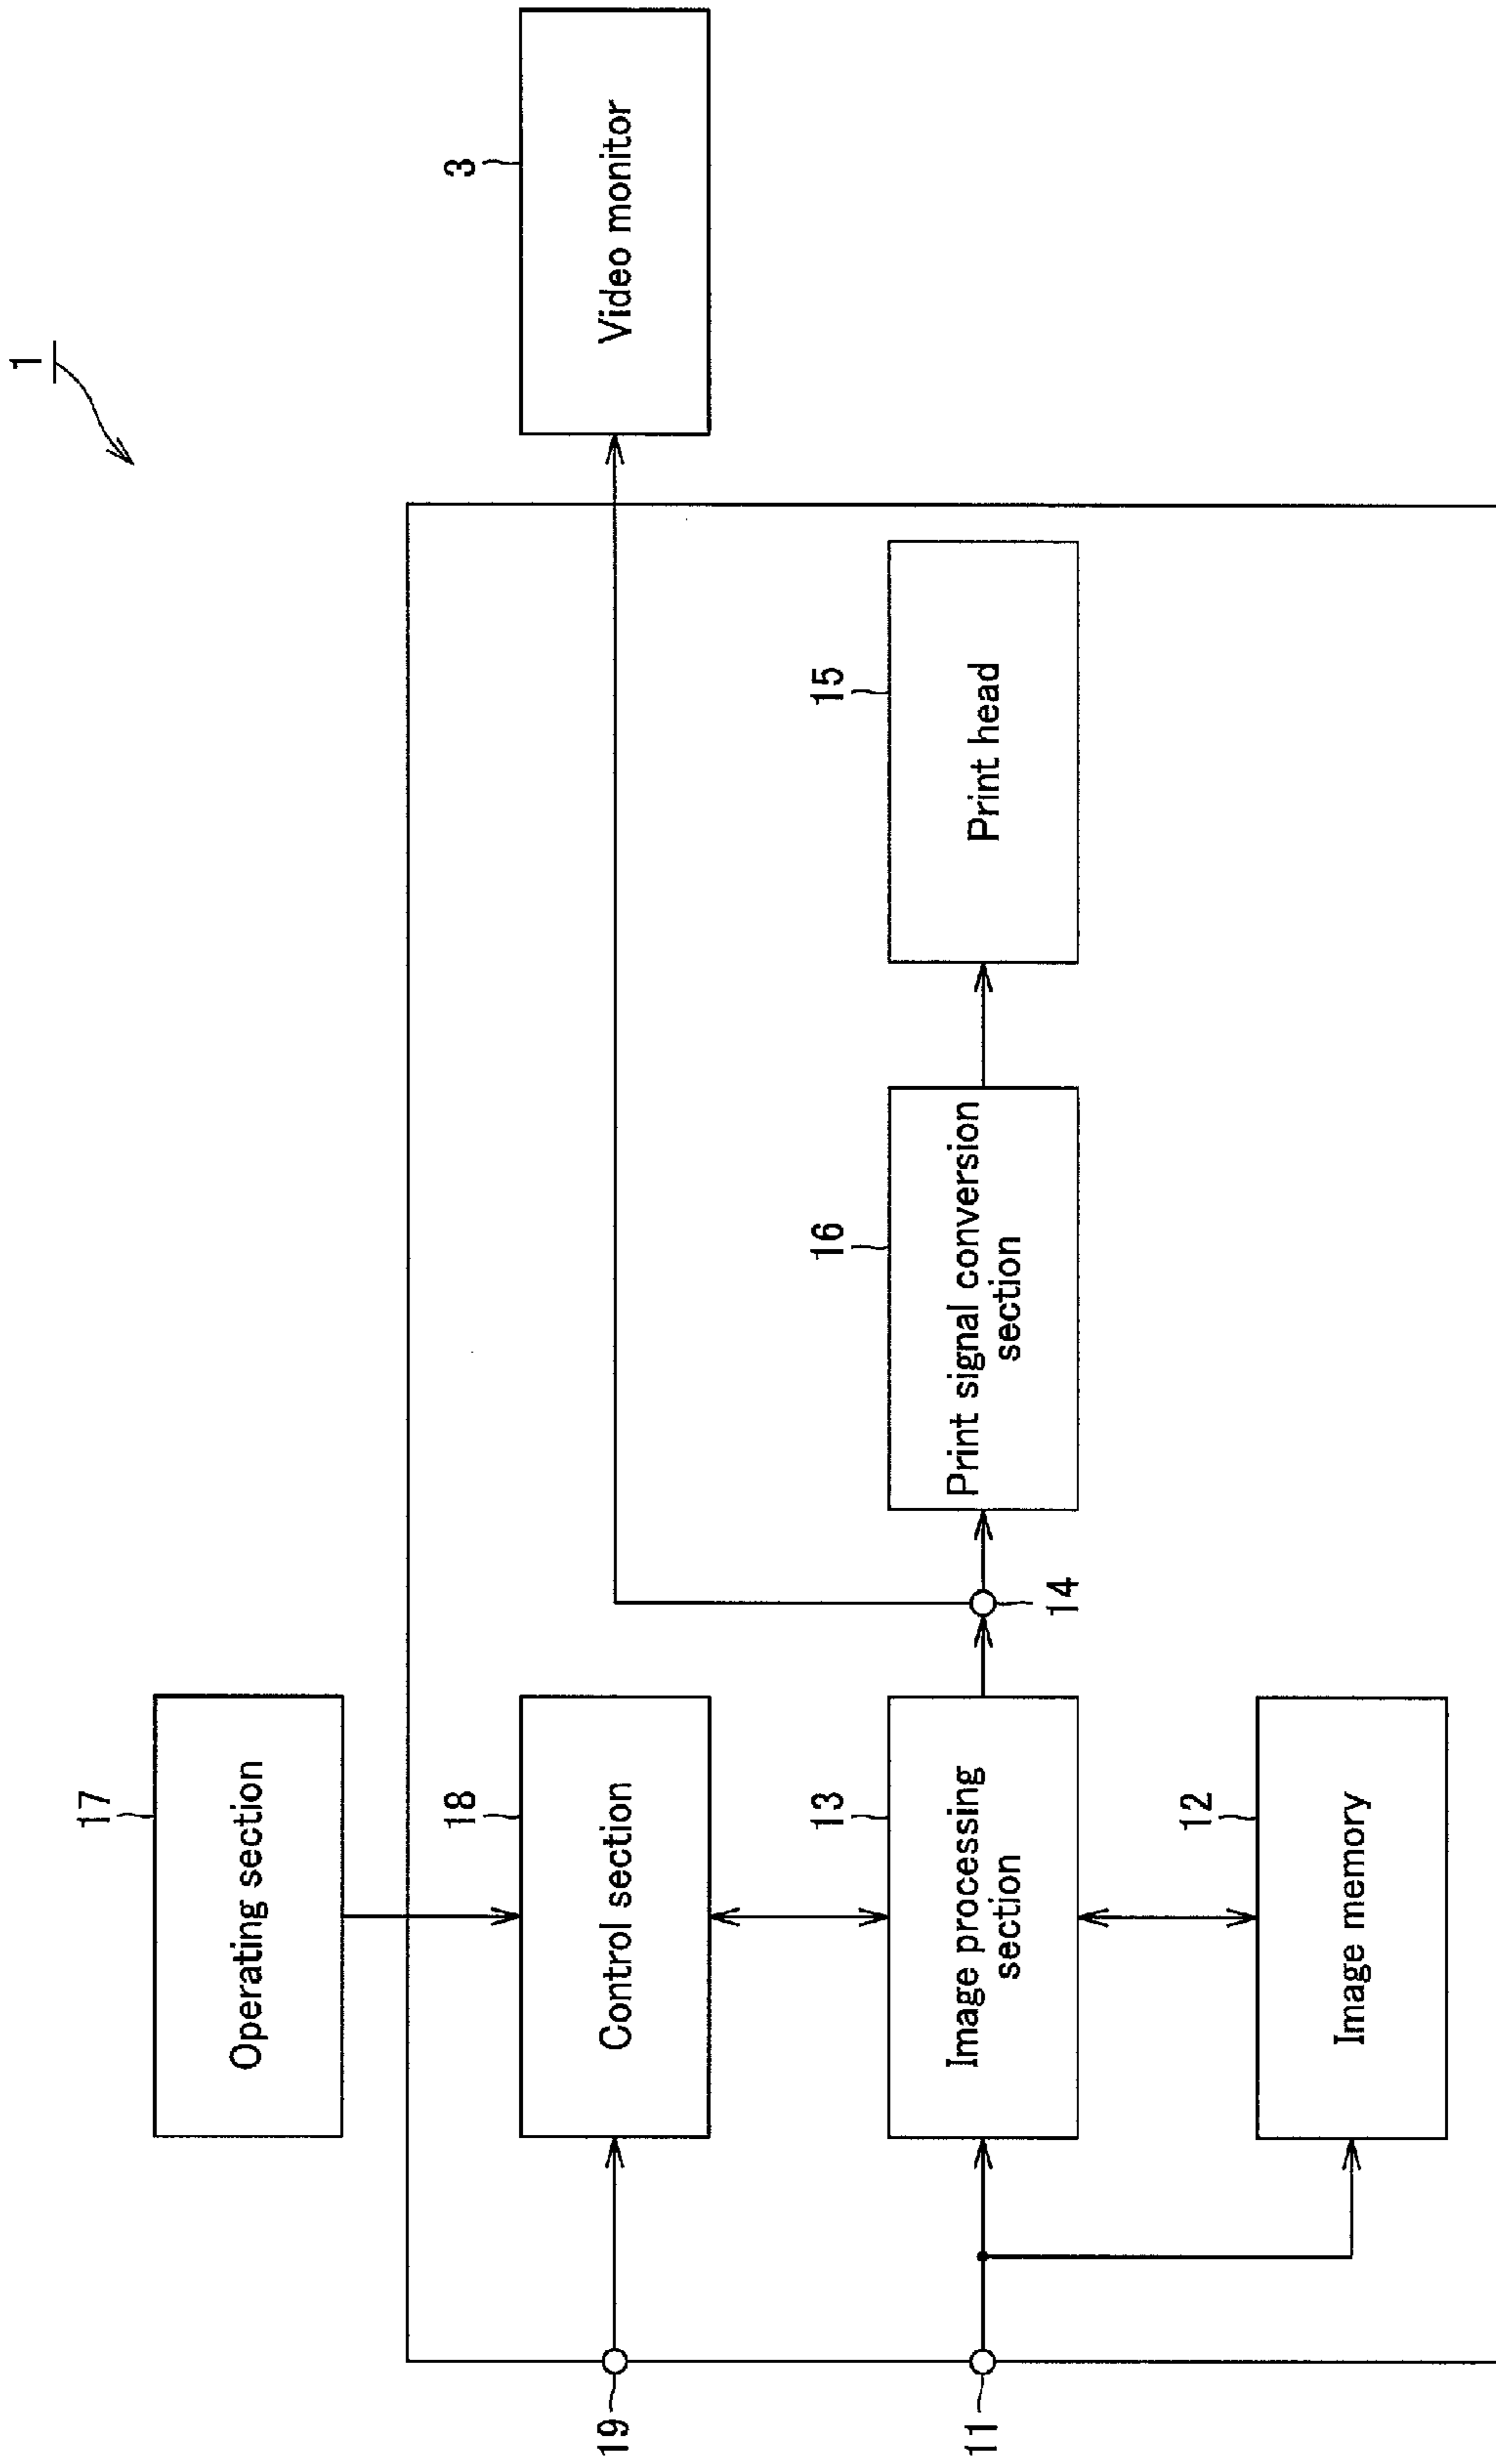 1
17
Operating section
18
Control section
3
Video monitor
19
13
Image processing
section
14
16
Print signal conversion
section
15
Print head
11
12
Image memory